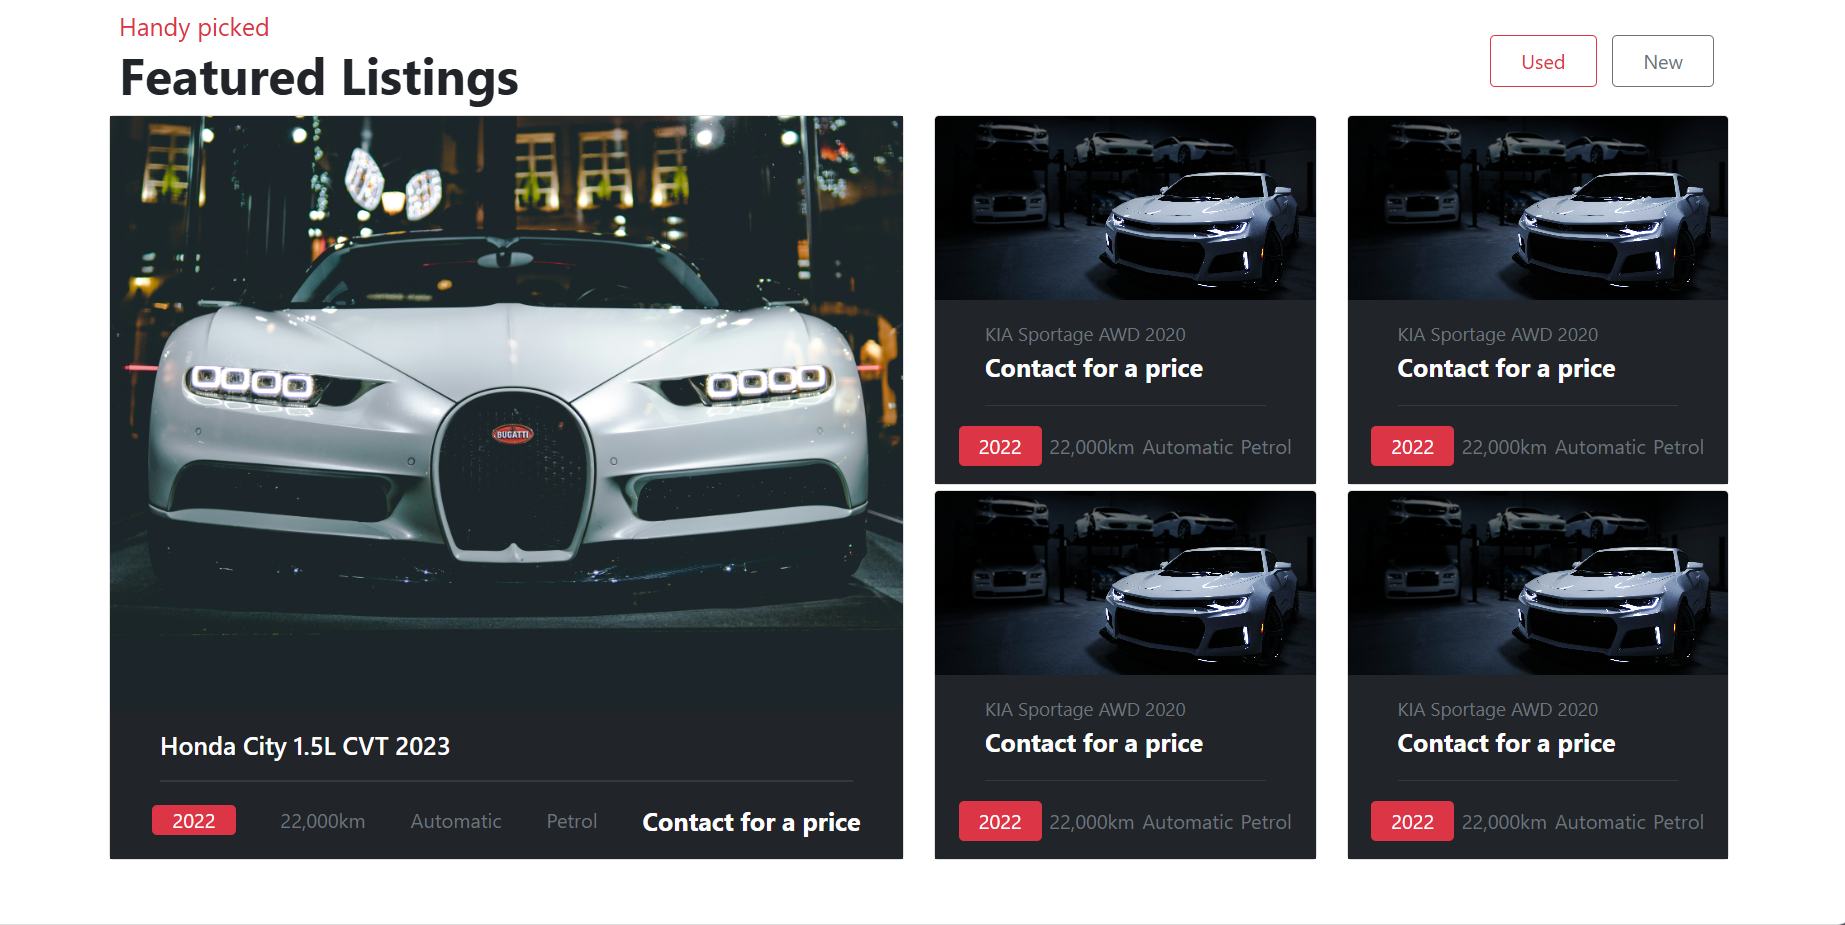 Handy picked
Featured Listings
Used
New
BUGATTI
Honda City 1.5L CVT 2023
2022 22,000km Automatic Petrol Contact for a price
KIA Sportage AWD 2020
Contact for a price
2022 22,000km Automatic Petrol
KIA Sportage AWD 2020
Contact for a price
2022 22,000km Automatic Petrol
KIA Sportage AWD 2020
Contact for a price
2022 22,000km Automatic Petrol
KIA Sportage AWD 2020
Contact for a price
2022 22,000km Automatic Petrol